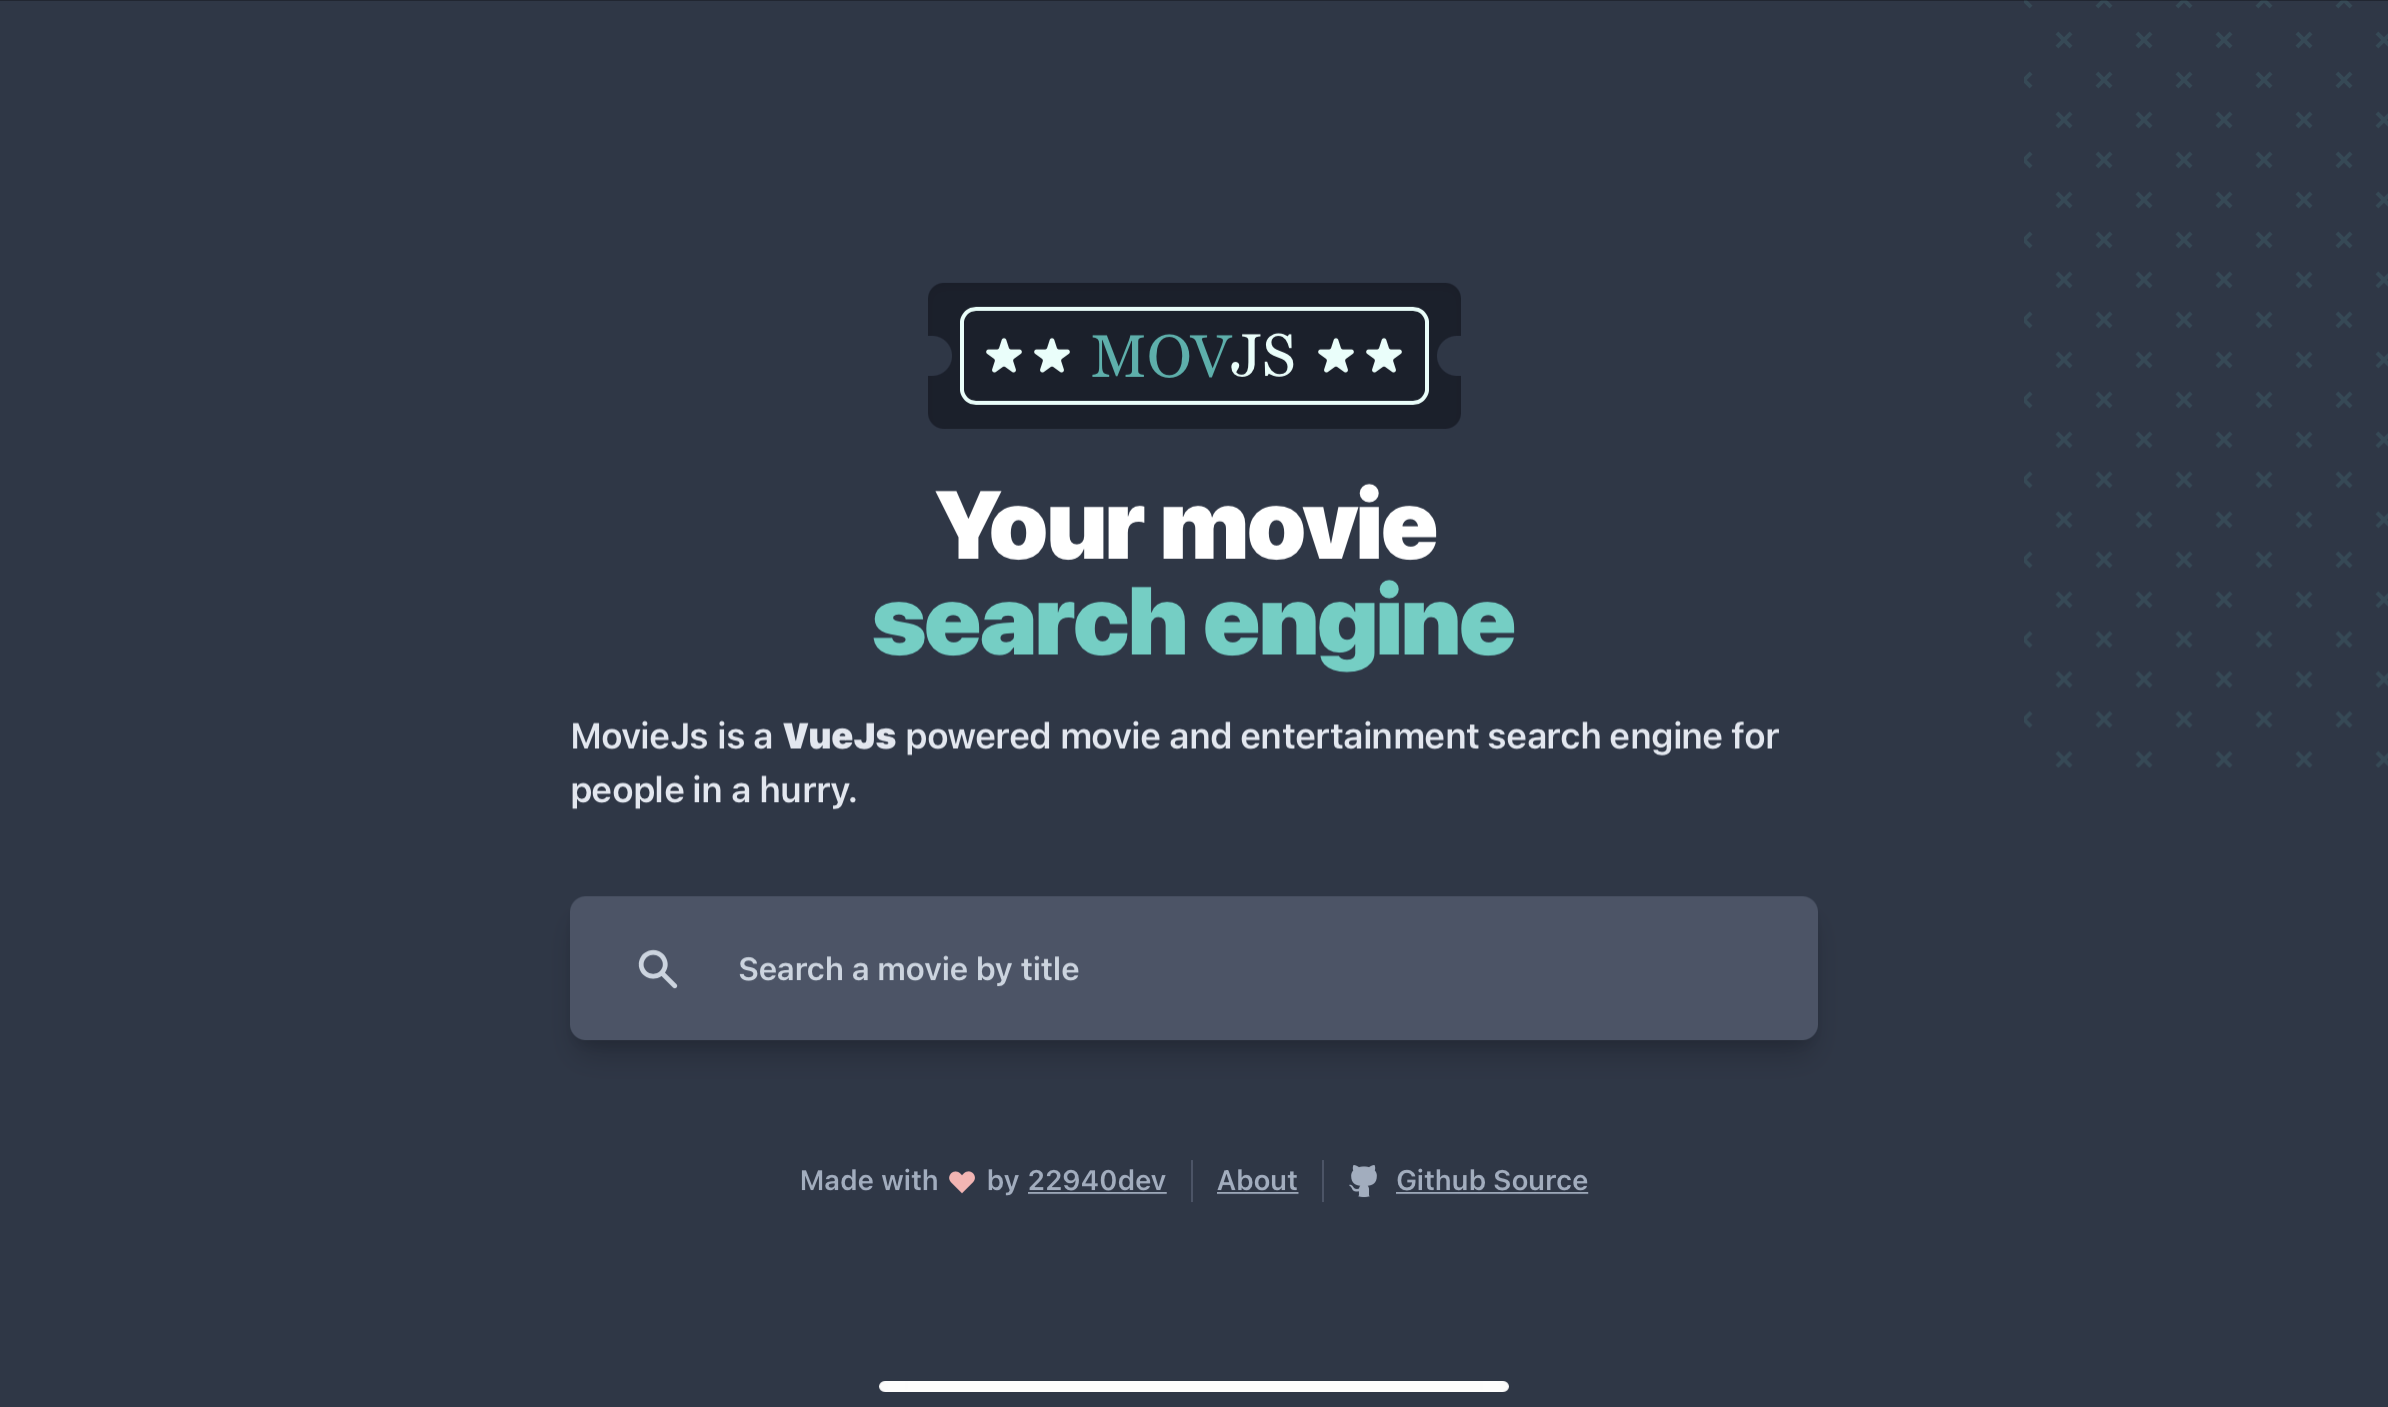 MOVJS
Your movie
search engine
MovieJs is a VueJs powered movie and entertainment search engine for
people in a hurry.
Search a movie by title
Made with ❤ by 22940dev
About
Github Source